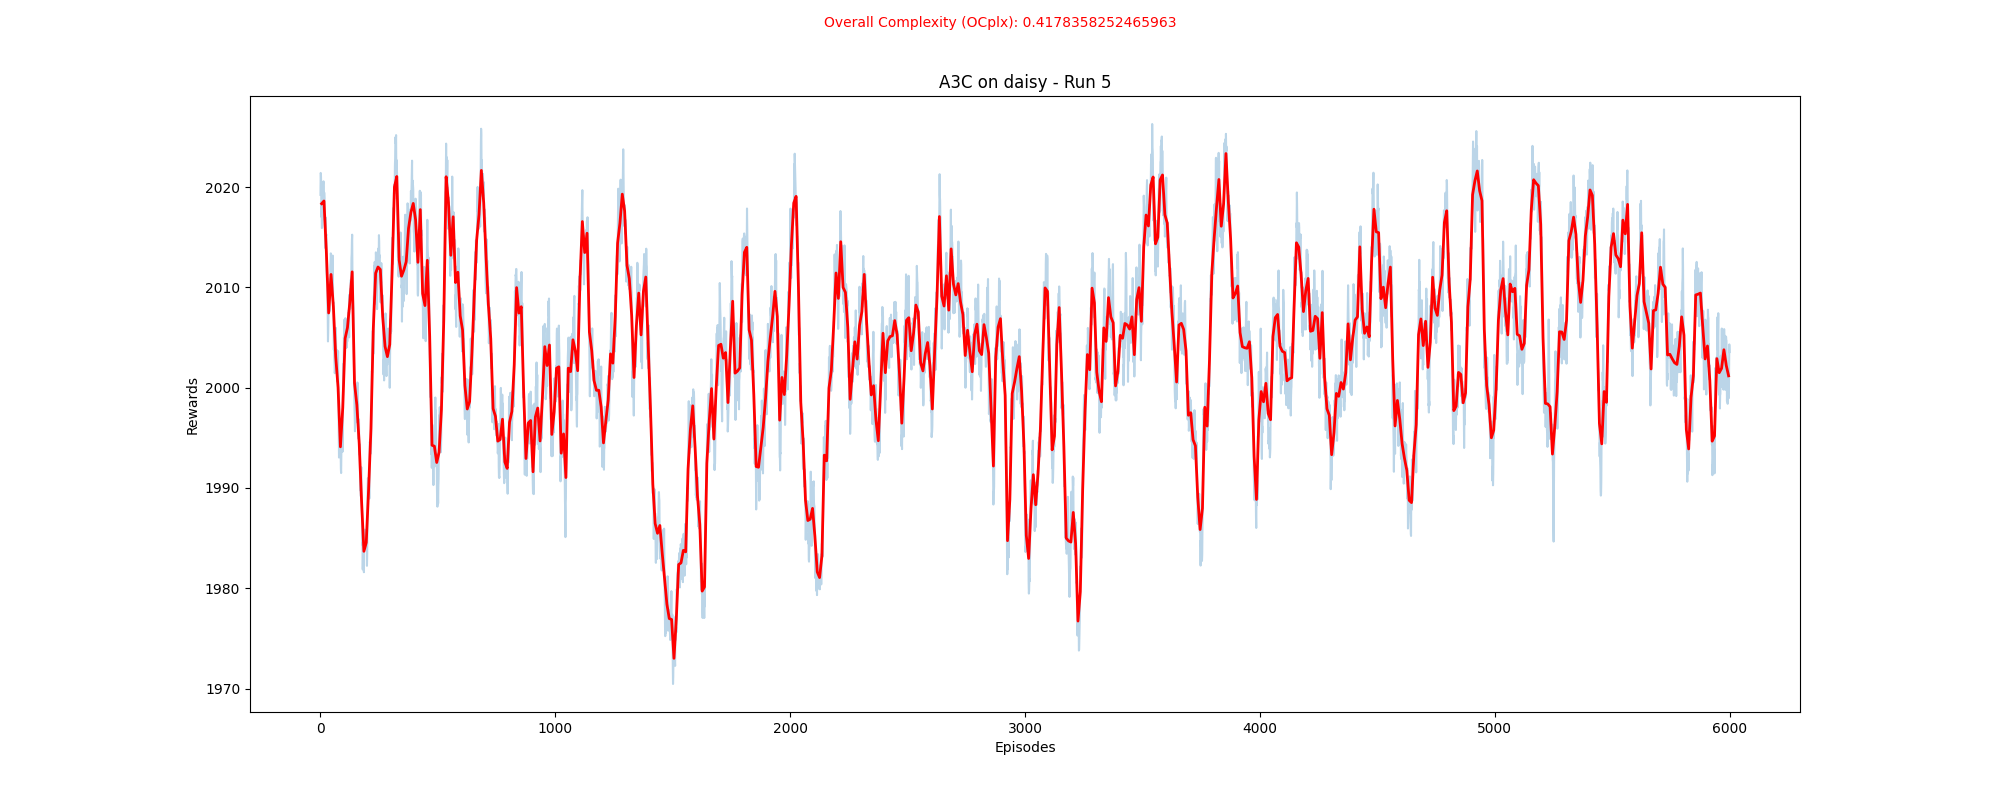 Overall Complexity (OCplx): 0.4178358252465963
A3C on daisy - Run 5
Rewards
2020
2010
2000
1990
1980
1970
0 1000 2000 3000 4000 5000 6000
Episodes